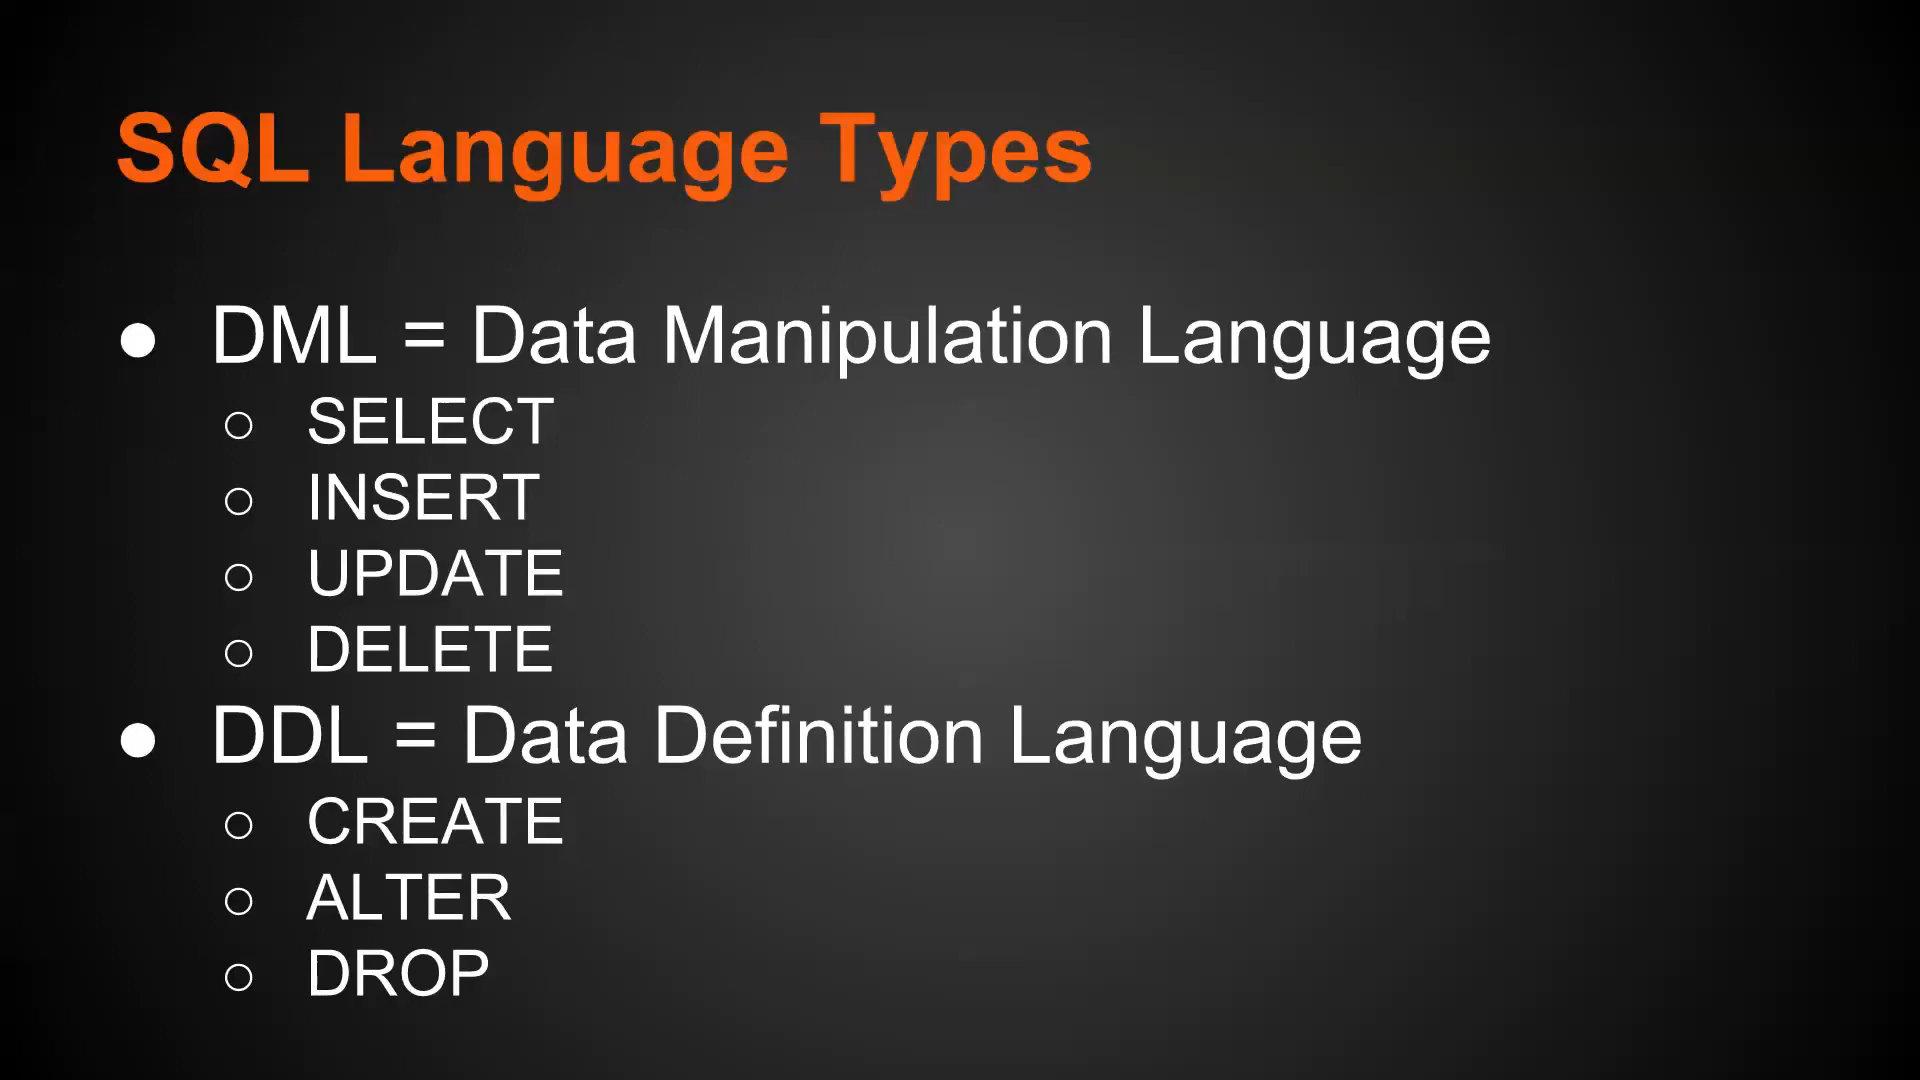 SQL Language Types
● DML = Data Manipulation Language
○ SELECT
○ INSERT
○ UPDATE
○ DELETE
● DDL = Data Definition Language
○ CREATE
○ ALTER
○ DROP